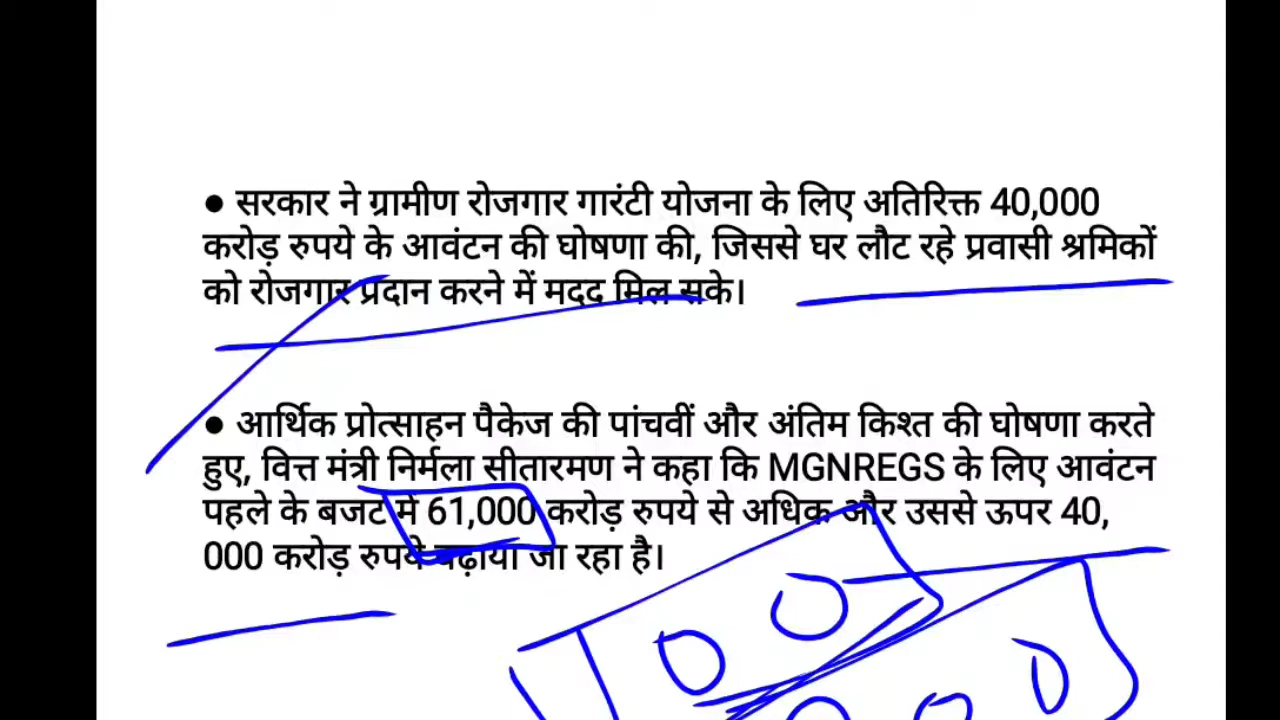 ● सरकार ने ग्रामीण रोजगार गारंटी योजना के लिए अतिरिक्त 40,000
करोड़ रुपये के आवंटन की घोषणा की, जिससे घर लौट रहे प्रवासी श्रमिकों
को रोजगार प्रदान करने में मदद मिल सके।
● आर्थिक प्रोत्साहन पैकेज की पांचवीं और अंतिम किश्त की घोषणा करते
हुए, वित्त मंत्री निर्मला सीतारमण ने कहा कि MGNREGS के लिए आवंटन
पहले के बजट में 61,000 करोड़ रुपये से अधिक और उससे ऊपर 40,
000 करोड़ रुपये बढ़ाया जा रहा है।